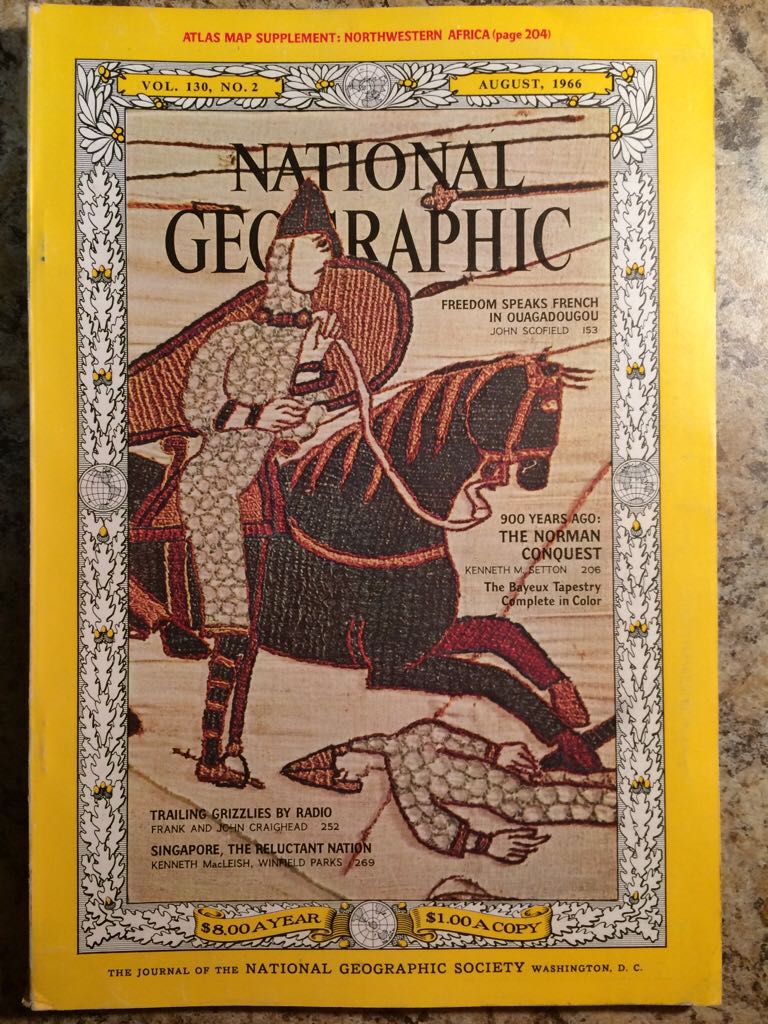 ATLAS MAP SUPPLEMENT: NORTHWESTERN AFRICA (page 204)
VOL. 130, NO. 2
AUGUST, 1966
NATIONAL
GEOGRAPHIC
FREEDOM SPEAKS FRENCH
IN OUAGADOUGOU
JOHN SCOFIELD 153
900 YEARS AGO:
THE NORMAN
CONQUEST
KENNETH M. SETTON 206
The Bayeux Tapestry
Complete in Color
TRAILING GRIZZLIES BY RADIO
FRANK AND JOHN CRAIGHEAD 252
SINGAPORE, THE RELUCTANT NATION
KENNETH MacLEISH, WINFIELD PARKS 269
$8.00 A YEAR
$1.00 A COPY
THE JOURNAL OF THE NATIONAL GEOGRAPHIC SOCIETY WASHINGTON, D. C.